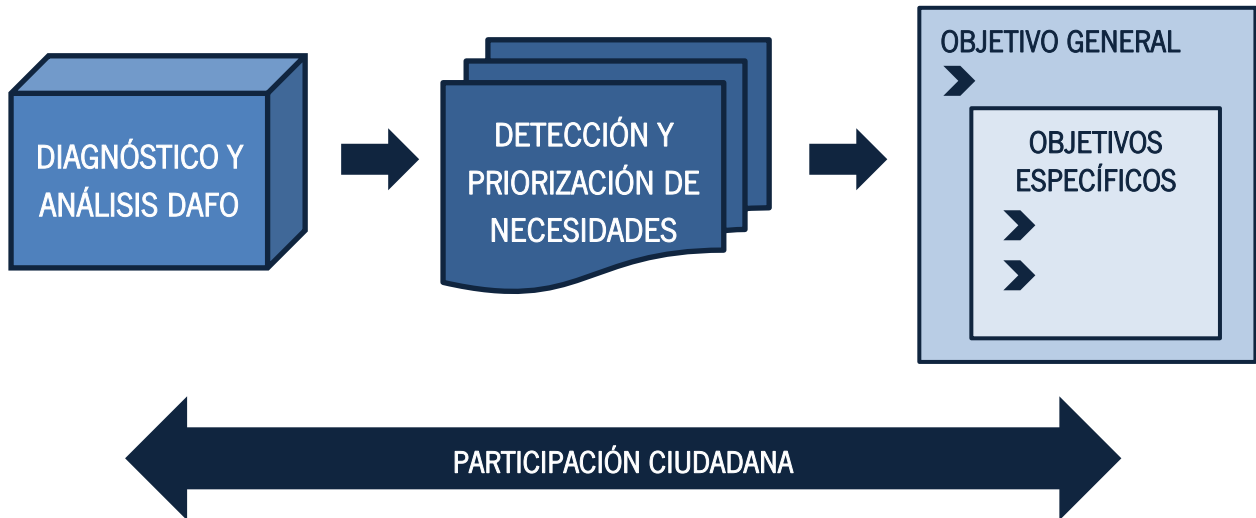 DIAGNÓSTICO Y
ANÁLISIS DAFO
DETECCIÓN Y
PRIORIZACIÓN DE
NECESIDADES
OBJETIVO GENERAL
OBJETIVOS
ESPECÍFICOS
PARTICIPACIÓN CIUDADANA